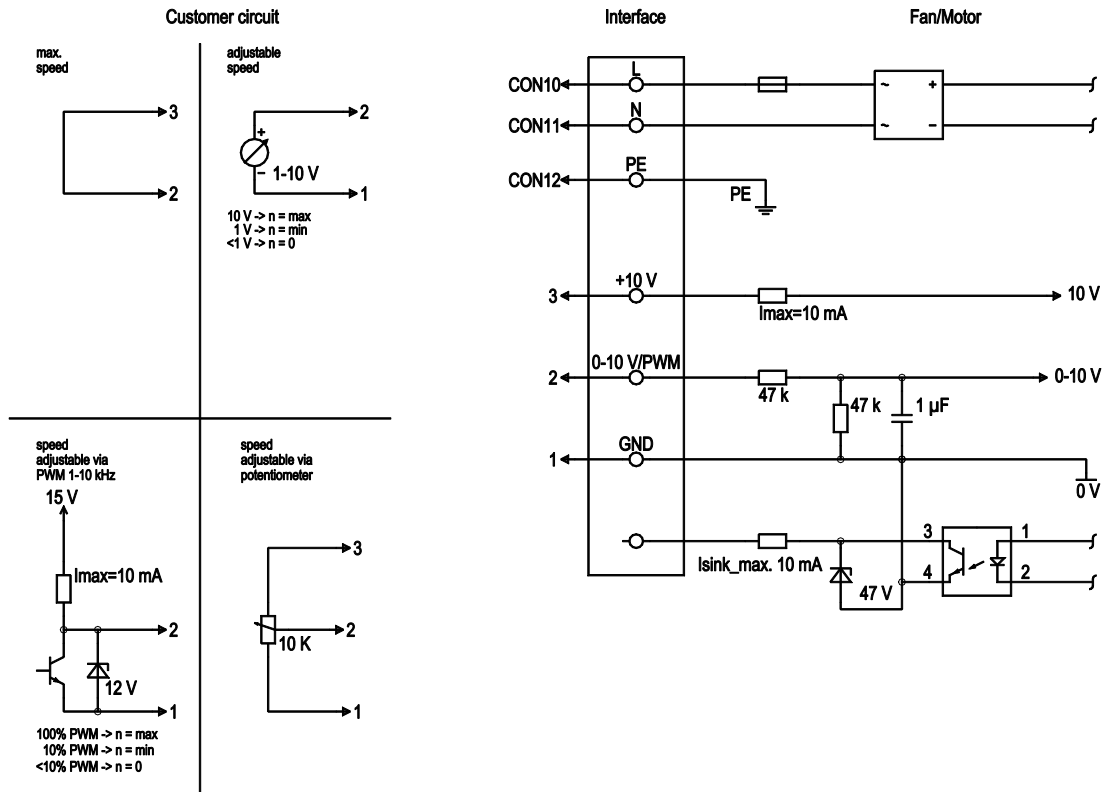 Customer circuit
Interface
Fan/Motor
max.
speed
3
2
adjustable
speed
2
+
–
1-10 V
1
10 V -> n = max
1 V -> n = min
<1 V -> n = 0
speed
adjustable via
PWM 1-10 kHz
15 V
Imax=10 mA
2
12 V
1
100% PWM -> n = max
10% PWM -> n = min
<10% PWM -> n = 0
speed
adjustable via
potentiometer
3
2
10 K
1
L
CON10
~
+
N
CON11
~
–
PE
CON12
PE
+10 V
3
10 V
Imax=10 mA
0-10 V/PWM
2
0-10 V
47 k
47 k
1 µF
GND
1
0 V
3
1
Isink_max. 10 mA
4
2
47 V